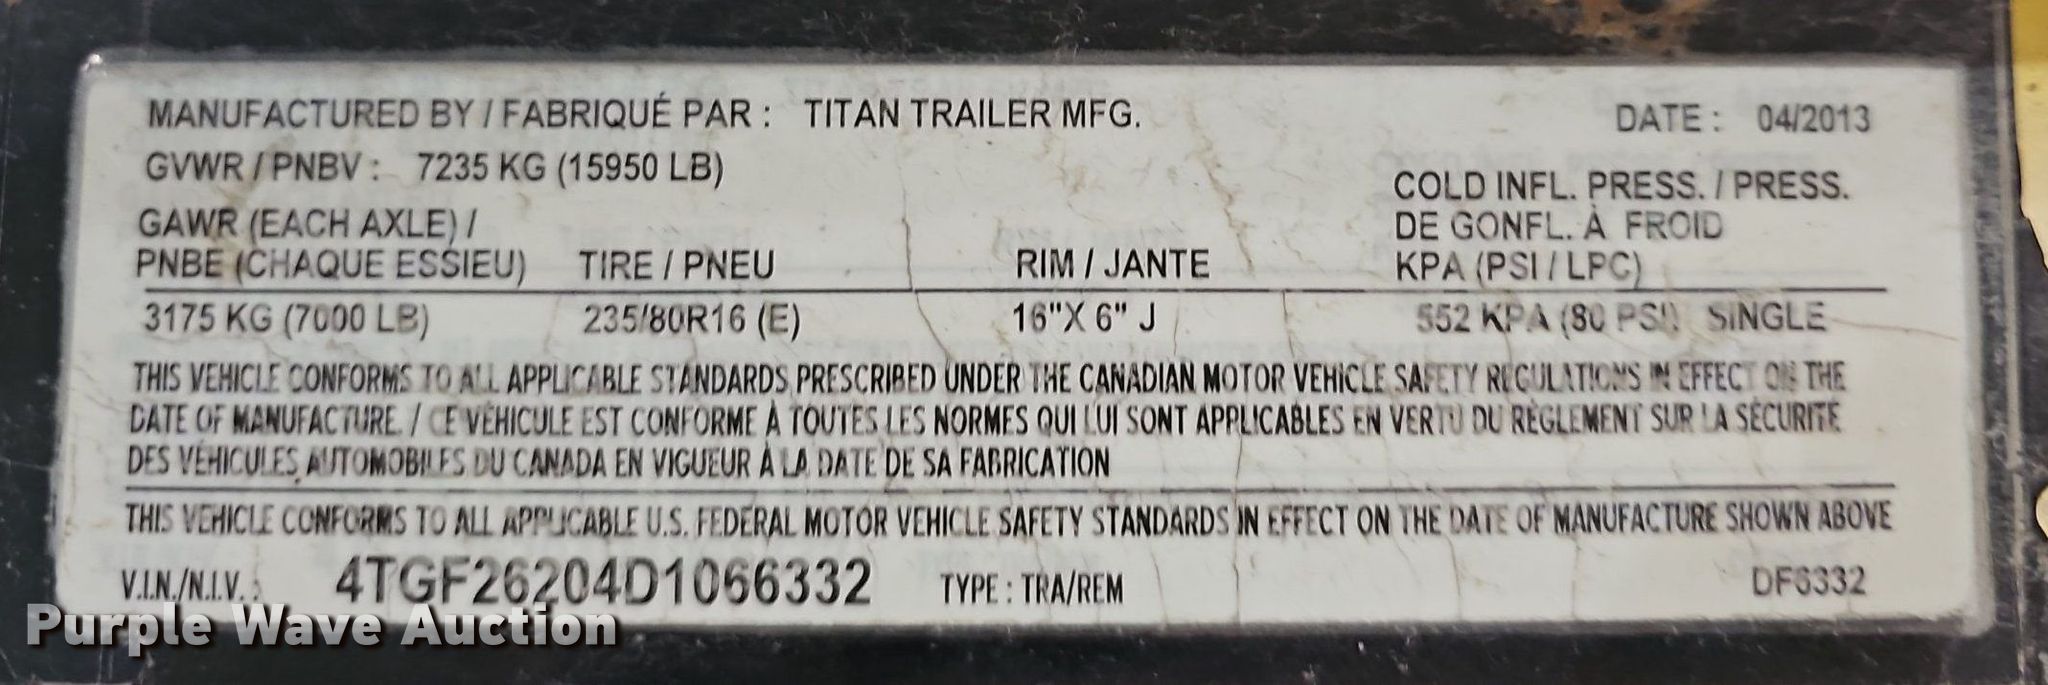 MANUFACTURED BY / FABRIQUÉ PAR : TITAN TRAILER MFG. DATE : 04/2013
GVWR / PNBV : 7235 KG (15950 LB)
COLD INFL. PRESS. / PRESS.
GAWR (EACH AXLE) / DE GONFL. À FROID
PNBE (CHAQUE ESSIEU) TIRE / PNEU RIM / JANTE KPA (PSI / LPC)
3175 KG (7000 LB) 235/80R16 (E) 16"X 6" J 552 KPA (80 PSI) SINGLE
THIS VEHICLE CONFORMS TO ALL APPLICABLE STANDARDS PRESCRIBED UNDER THE CANADIAN MOTOR VEHICLE SAFETY REGULATIONS IN EFFECT ON THE
DATE OF MANUFACTURE. / CE VÉHICULE EST CONFORME À TOUTES LES NORMES QUI LUI SONT APPLICABLES EN VERTU DU RÈGLEMENT SUR LA SÉCURITÉ
DES VÉHICULES AUTOMOBILES DU CANADA EN VIGUEUR À LA DATE DE SA FABRICATION
THIS VEHICLE CONFORMS TO ALL APPLICABLE U.S. FEDERAL MOTOR VEHICLE SAFETY STANDARDS IN EFFECT ON THE DATE OF MANUFACTURE SHOWN ABOVE
V.I.N./N.I.V. : 4TGF26204D1066332 TYPE : TRA/REM DF6332
Purple Wave Auction